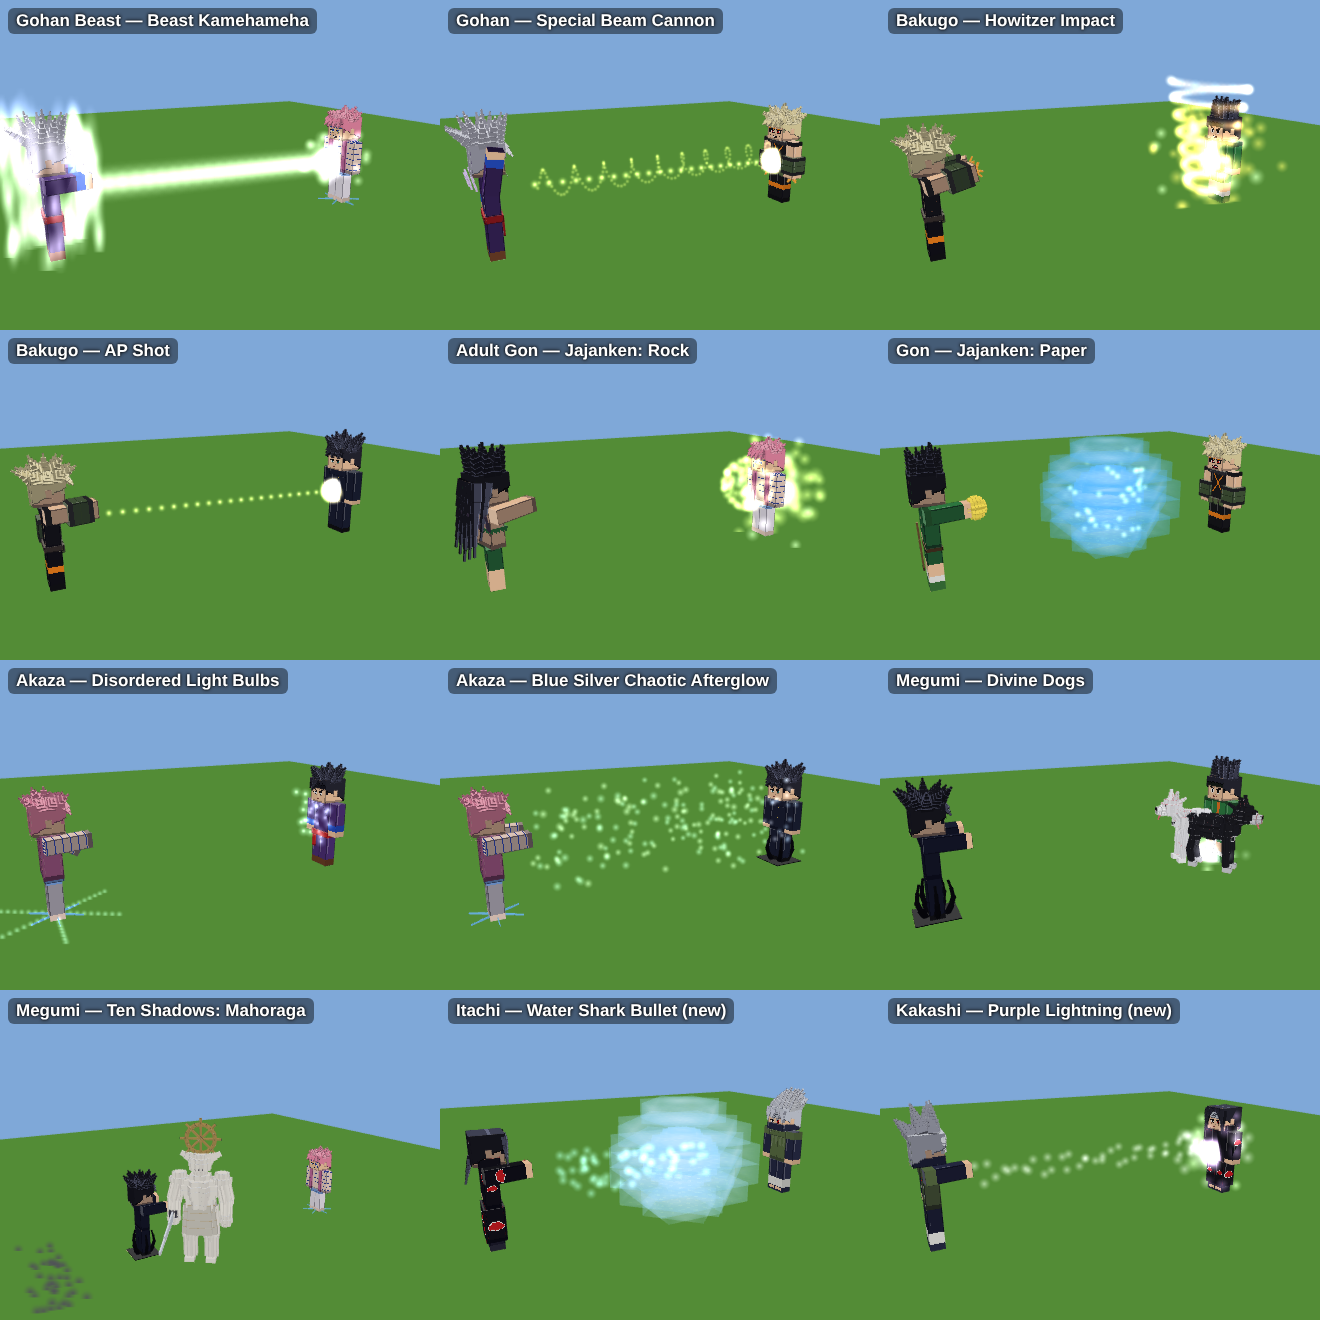 Gohan Beast — Beast Kamehameha
Gohan — Special Beam Cannon
Bakugo — Howitzer Impact
Bakugo — AP Shot
Adult Gon — Jajanken: Rock
Gon — Jajanken: Paper
Akaza — Disordered Light Bulbs
Akaza — Blue Silver Chaotic Afterglow
Megumi — Divine Dogs
Megumi — Ten Shadows: Mahoraga
Itachi — Water Shark Bullet (new)
Kakashi — Purple Lightning (new)